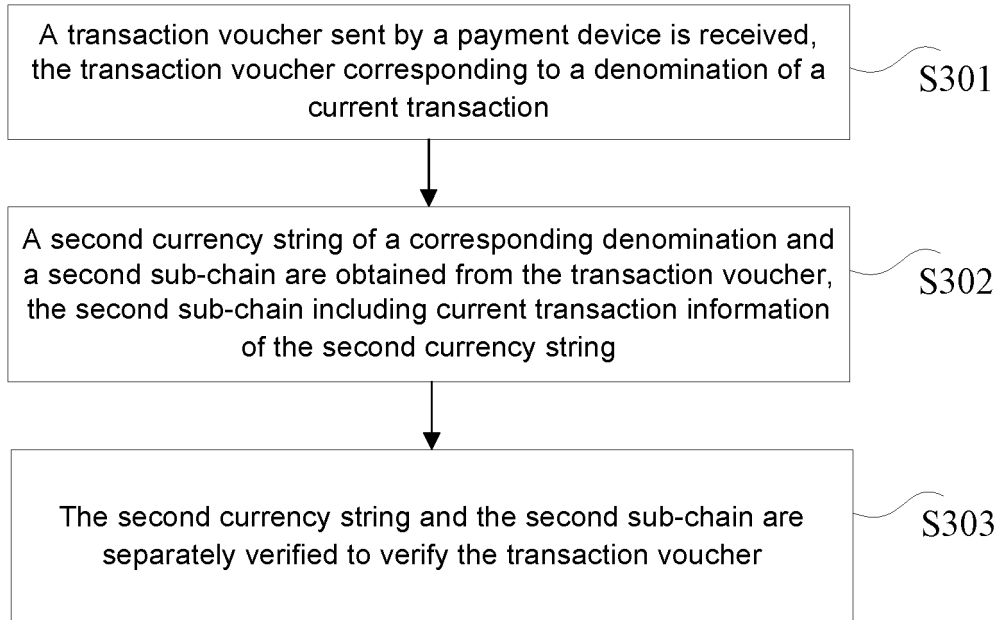 A transaction voucher sent by a payment device is received,
the transaction voucher corresponding to a denomination of a
current transaction
S301
A second currency string of a corresponding denomination and
a second sub-chain are obtained from the transaction voucher,
the second sub-chain including current transaction information
of the second currency string
S302
The second currency string and the second sub-chain are
separately verified to verify the transaction voucher
S303